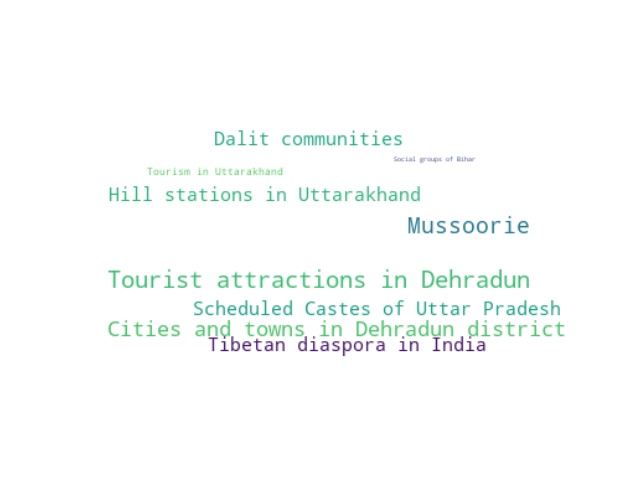 Dalit communities
Social groups of Bihar
Tourism in Uttarakhand
Hill stations in Uttarakhand
Mussoorie
Tourist attractions in Dehradun
Scheduled Castes of Uttar Pradesh
Cities and towns in Dehradun district
Tibetan diaspora in India